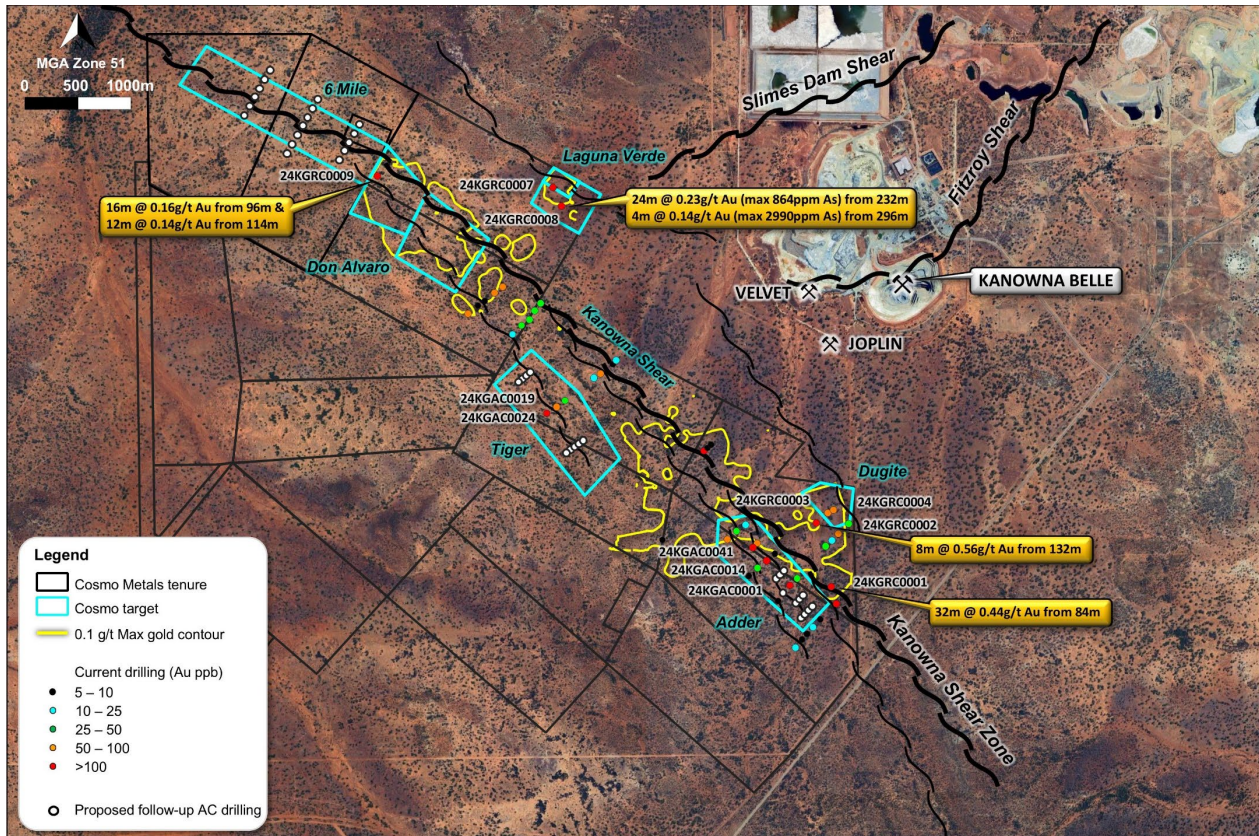 MGA Zone 51
0 500 1000m
6 Mile
Slimes Dam Shear
Fitzroy Shear
Laguna Verde
24KGRC0009
24KGRC0007
24KGRC0008
16m @ 0.16g/t Au from 96m &
12m @ 0.14g/t Au from 114m
24m @ 0.23g/t Au (max 864ppm As) from 232m
4m @ 0.14g/t Au (max 2990ppm As) from 296m
Don Alvaro
VELVET
KANOWNA BELLE
JOPLIN
Kanowna Shear
24KGAC0019
24KGAC0024
Tiger
Dugite
24KGRC0003
24KGRC0004
24KGRC0002
8m @ 0.56g/t Au from 132m
24KGAC0041
24KGAC0014
24KGAC0001
24KGRC0001
32m @ 0.44g/t Au from 84m
Adder
Kanowna Shear Zone
Legend
Cosmo Metals tenure
Cosmo target
0.1 g/t Max gold contour
Current drilling (Au ppb)
5 – 10
10 – 25
25 – 50
50 – 100
>100
Proposed follow-up AC drilling